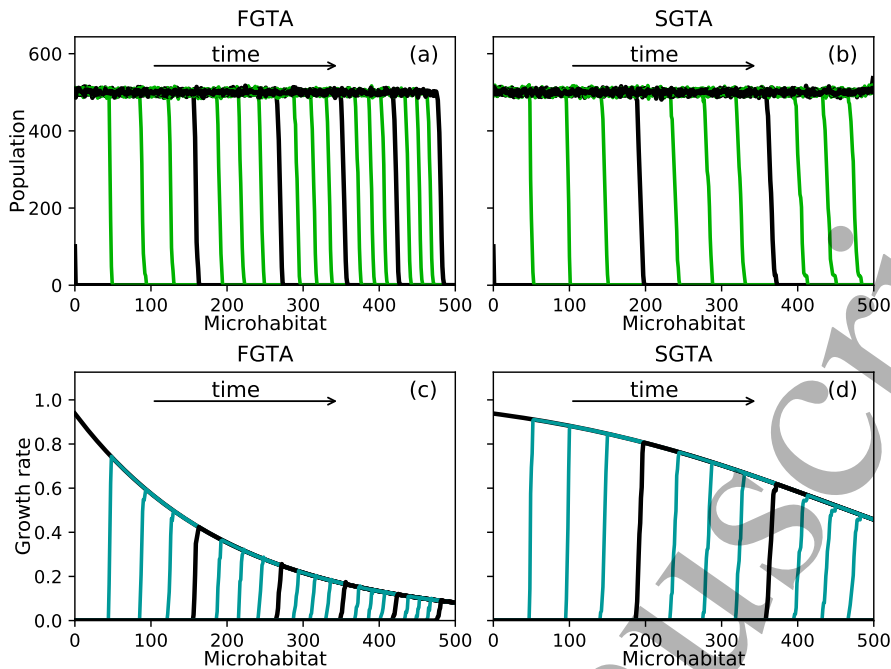 FGTA SGTA
time (a) time (b)
Population
600
400
200
0
0 100 200 300 400 500
0 100 200 300 400 500
Microhabitat Microhabitat
FGTA SGTA
time (c) time (d)
Growth rate
1.0
0.8
0.6
0.4
0.2
0.0
0 100 200 300 400 500
0 100 200 300 400 500
Microhabitat Microhabitat
uscri